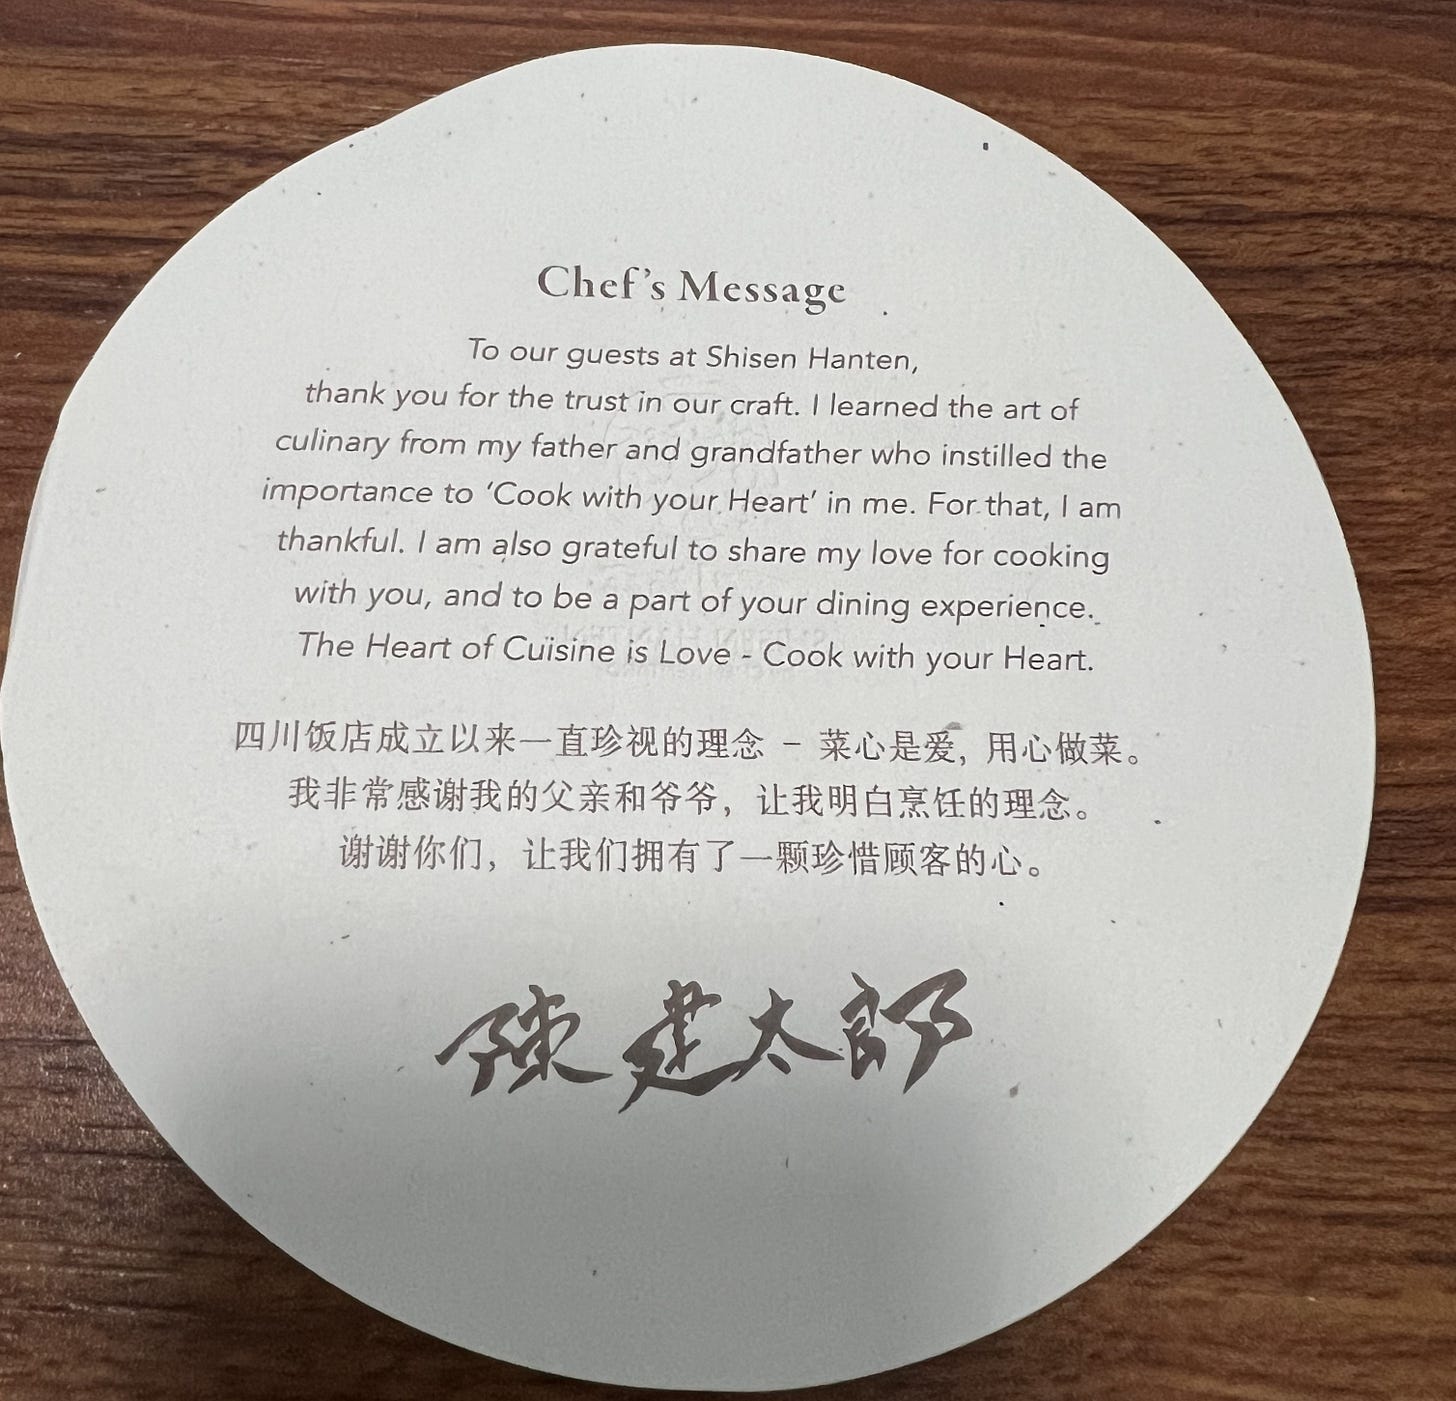 Chef's Message
To our guests at Shisen Hanten,
thank you for the trust in our craft. I learned the art of
culinary from my father and grandfather who instilled the
importance to 'Cook with your Heart' in me. For that, I am
thankful. I am also grateful to share my love for cooking
with you, and to be a part of your dining experience.
The Heart of Cuisine is Love - Cook with your Heart.
四川饭店成立以来一直珍视的理念 - 菜心是爱, 用心做菜。
我非常感谢我的父亲和爷爷，让我明白烹饪的理念。
谢谢你们，让我们拥有了一颗珍惜顾客的心。
陳建太郎